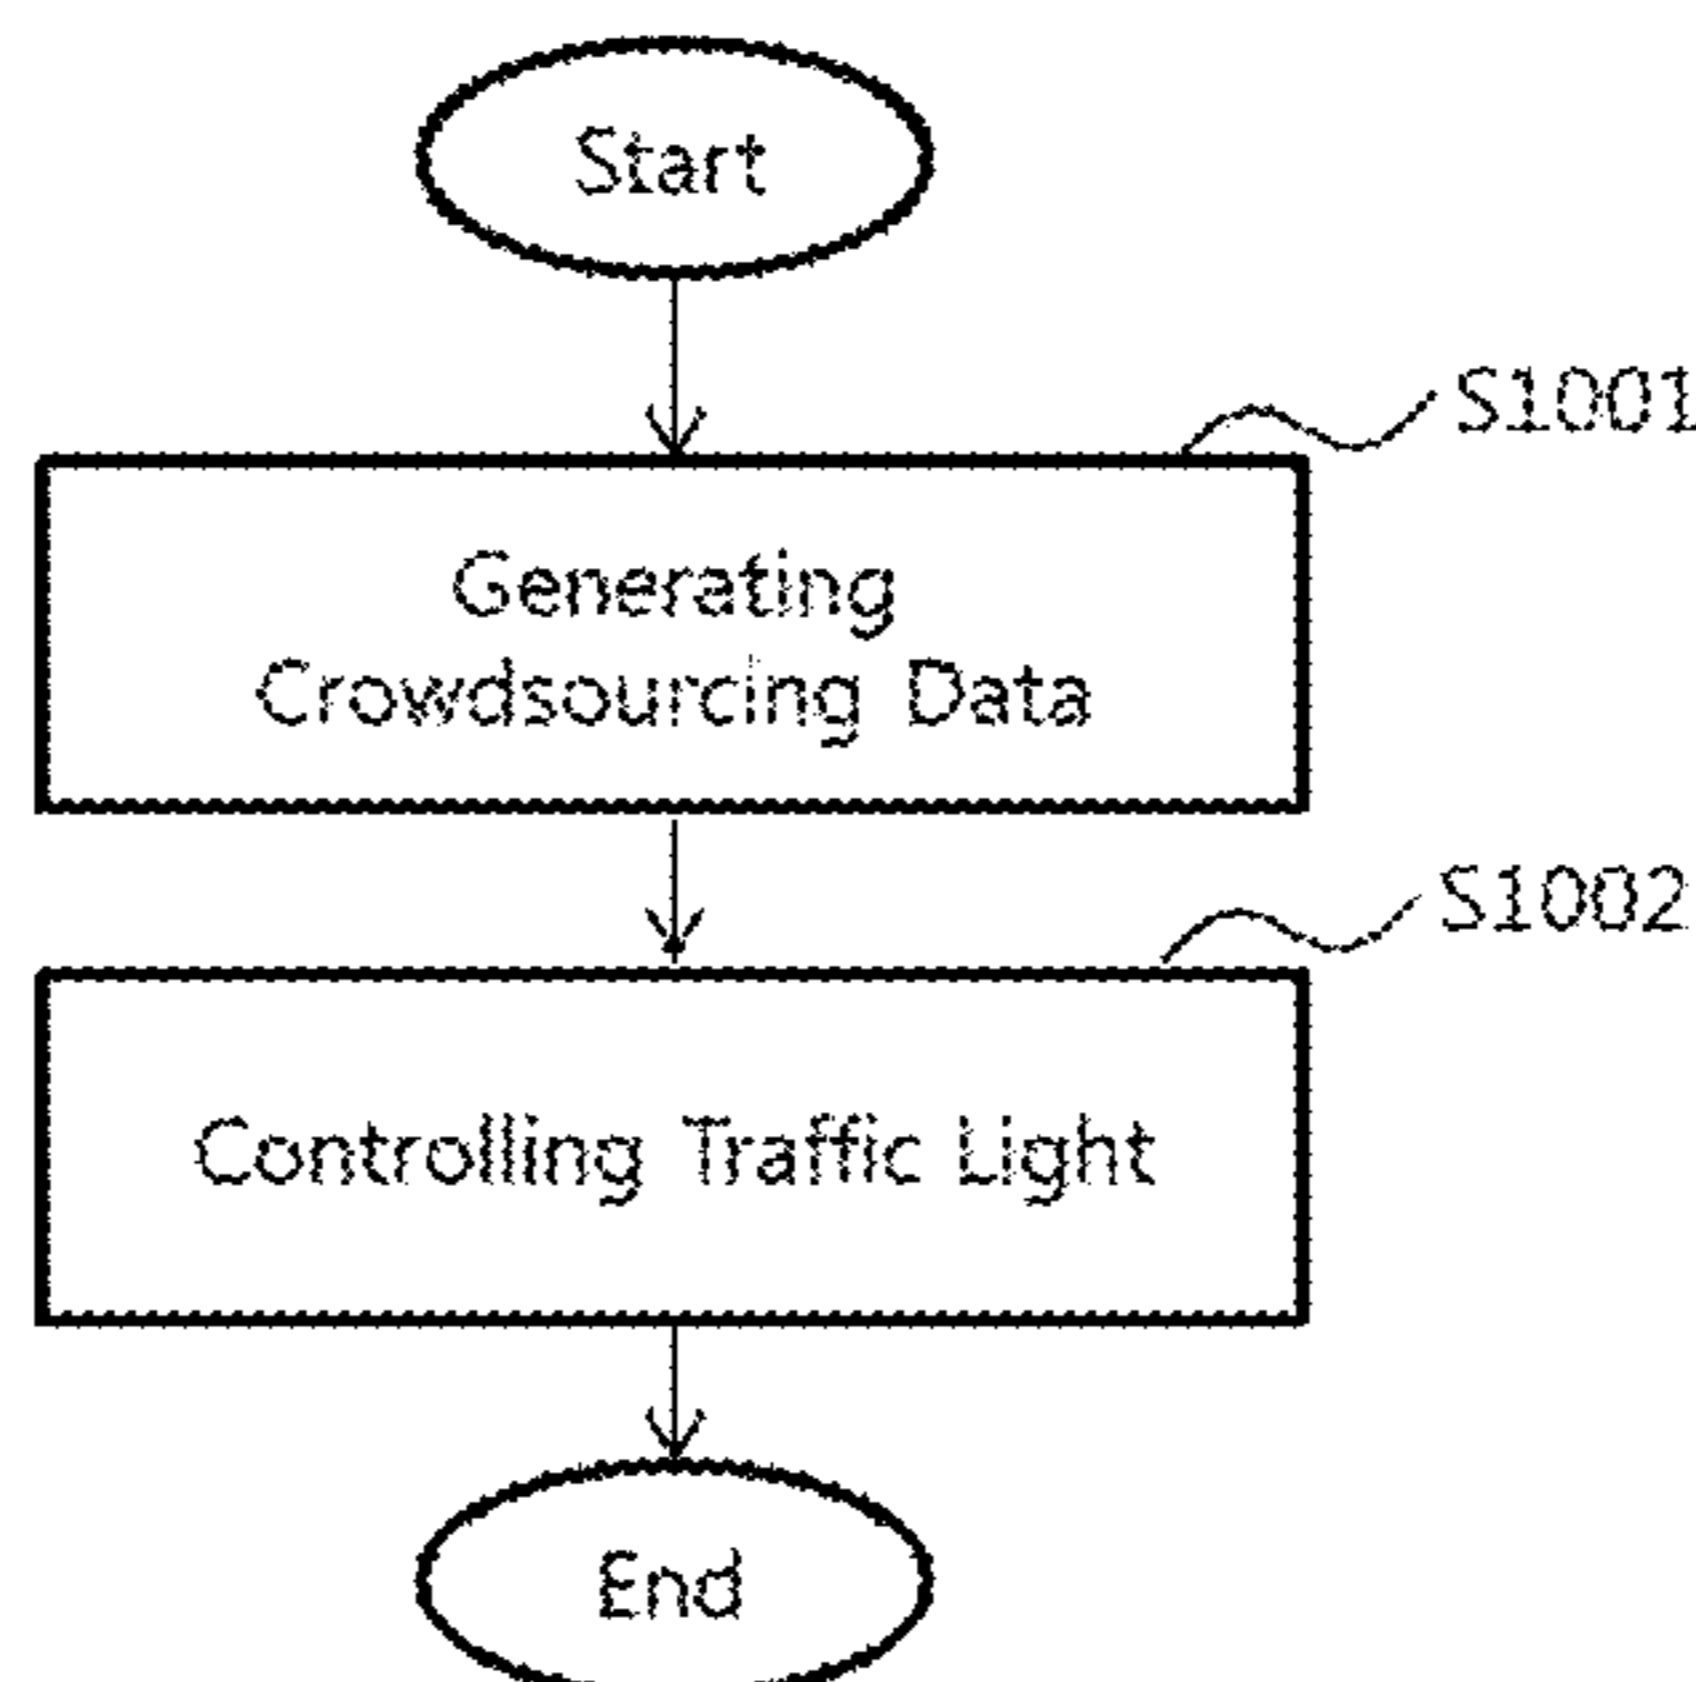 Start
S1001
Generating
Crowdsourcing Data
S1002
Controlling Traffic Light
End